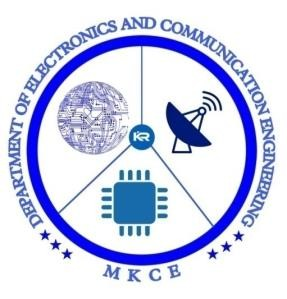 DEPARTMENT OF ELECTRONICS AND COMMUNICATION ENGINEERING
KR
MKCE